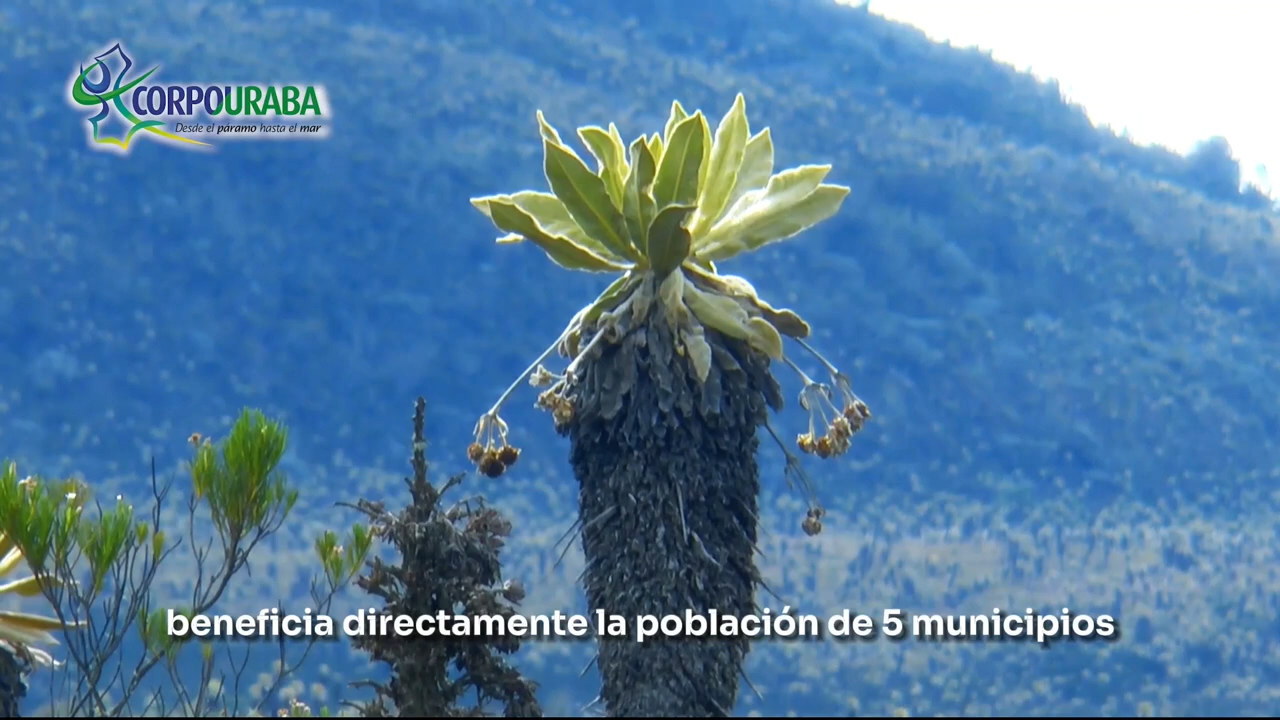 CORPOURABA
Desde el páramo hasta el mar
beneficia directamente la población de 5 municipios